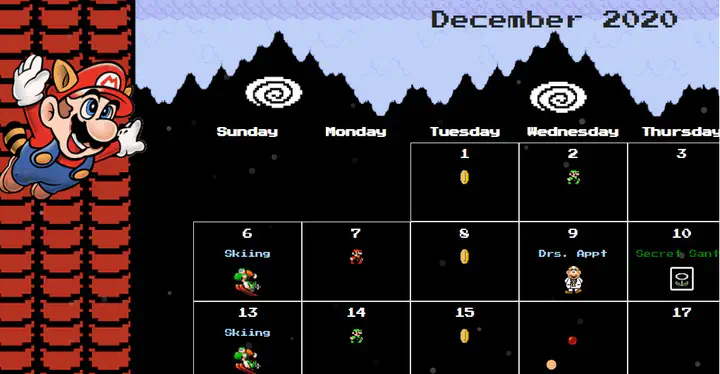 December 2020
Sunday Monday Tuesday Wednesday Thursday
1 2 3
6 7 8 9 10
Skiing Drs. Appt Secret Sant
13 14 15 17
Skiing
M